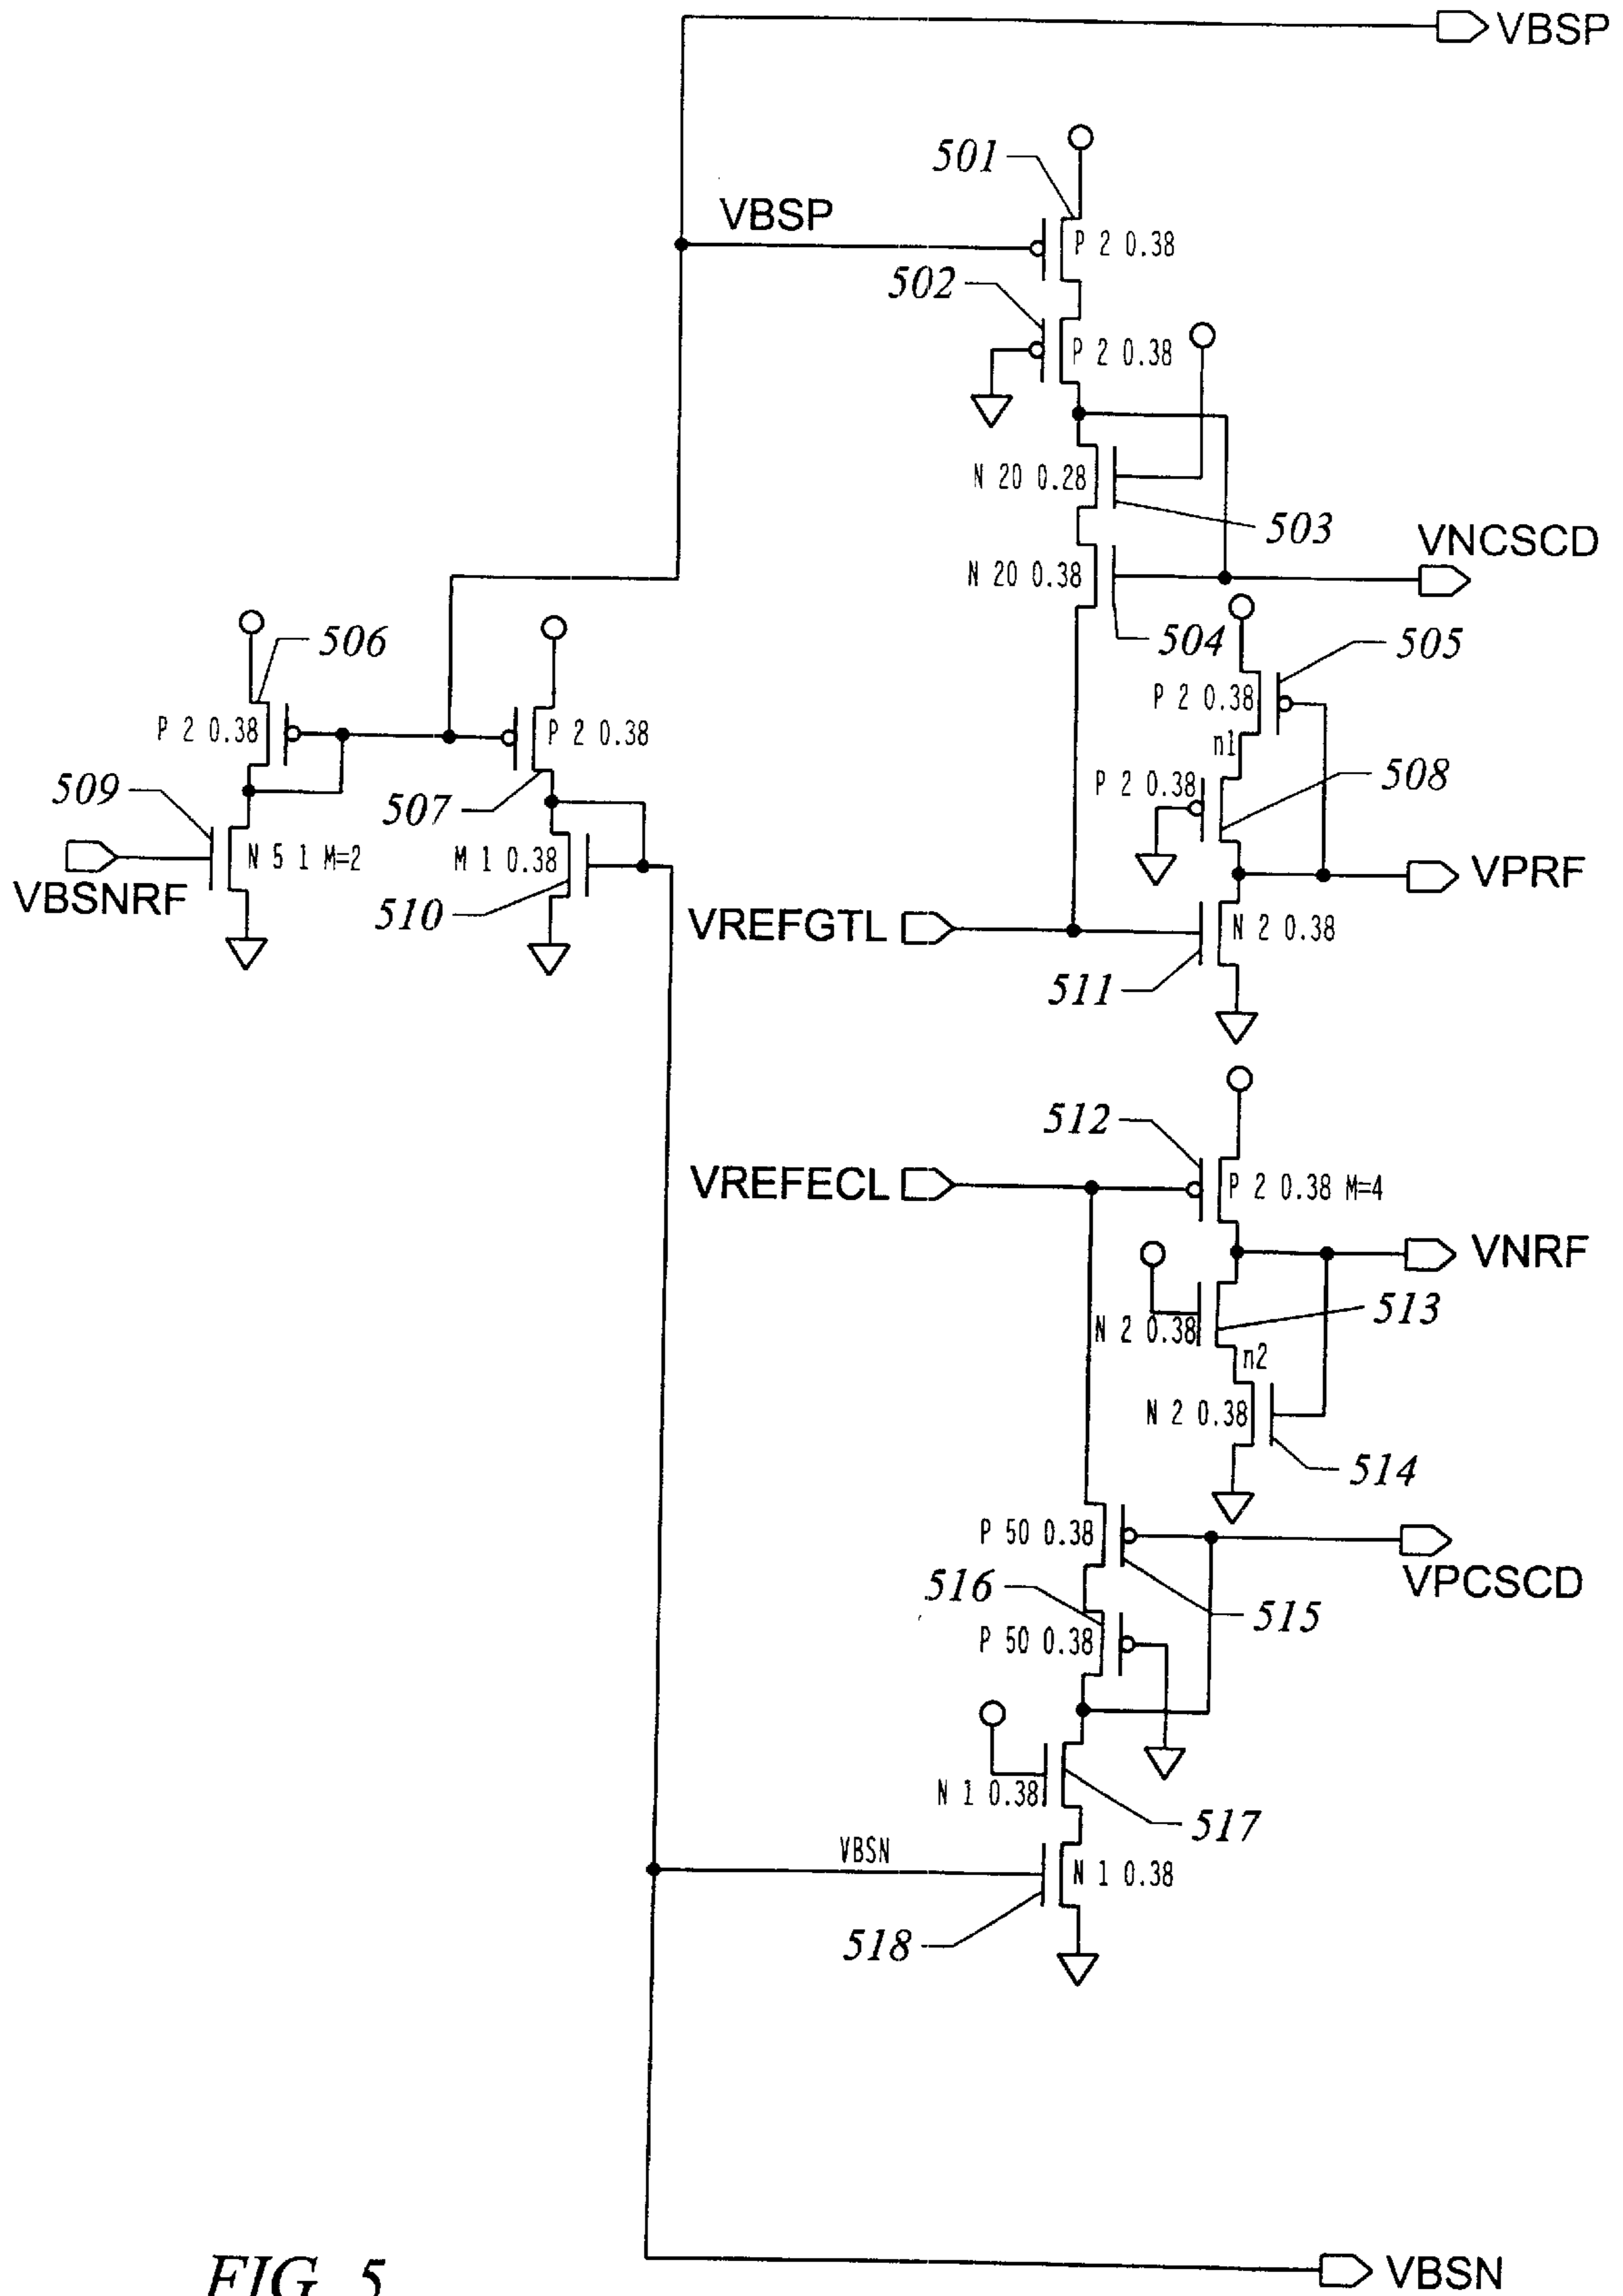 VBSP
501
VBSP
P 2 0.38
502
P 2 0.38
N 20 0.28
503
VNCSCD
N 20 0.38
504
505
506
P 2 0.38
P 2 0.38
P 2 0.38
n1
509
507
P 2 0.38
508
N 5 1 M=2
M 1 0.38
VBSNRF
510
VPRF
VREFGTL
N 2 0.38
511
512
VREFECL
P 2 0.38 M=4
VNRF
513
N 2 0.38
n2
N 2 0.38
514
P 50 0.38
VPCSCD
516
515
P 50 0.38
N 1 0.38
517
VBSN
N 1 0.38
518
FIG. 5
VBSN